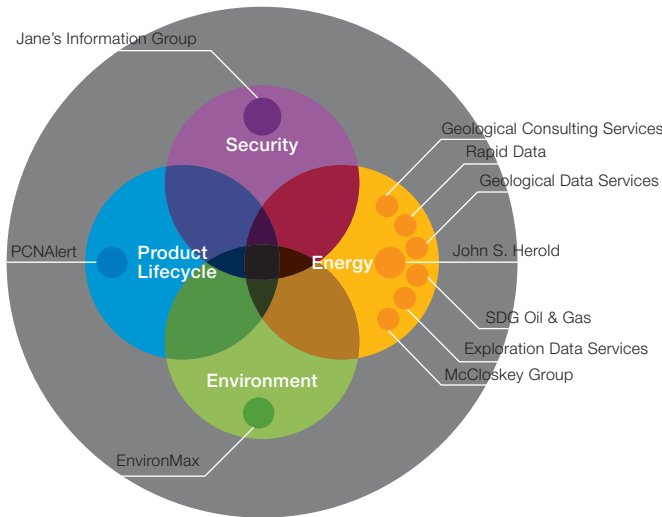 Jane's Information Group
Security
Geological Consulting Services
Rapid Data
Geological Data Services
PCNAlert
Product
Lifecycle
Energy
John S. Herold
SDG Oil & Gas
Exploration Data Services
McCloskey Group
Environment
EnvironMax